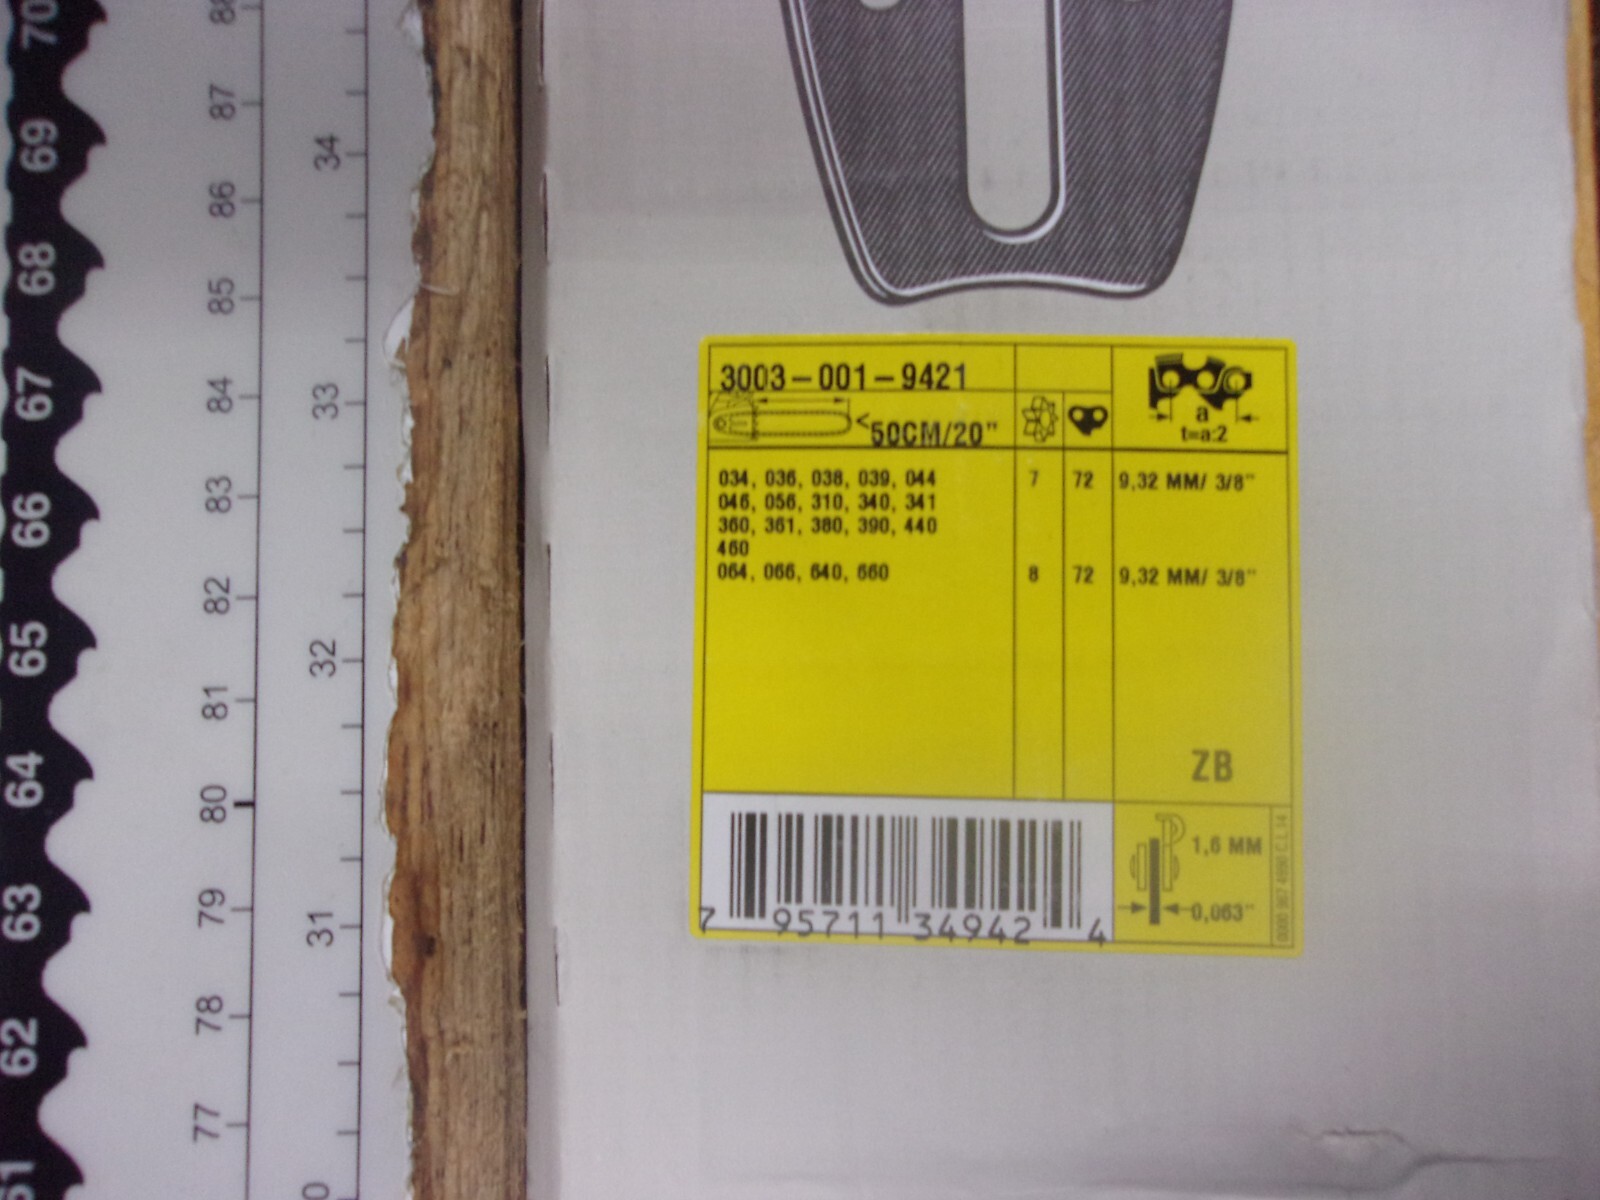 70
69
68
67
66
65
64
63
62
87
86
85
84
83
82
81
80
79
78
77
34
33
32
31
3003-001-9421
<50CM/20"
a
t=a:2
034, 036, 038, 039, 044 7 72 9,32 MM/ 3/8"
046, 056, 310, 340, 341
360, 361, 380, 390, 440
460
064, 066, 640, 660 8 72 9,32 MM/ 3/8"
ZB
1,6 MM
0,063"
7 95711 34942 4